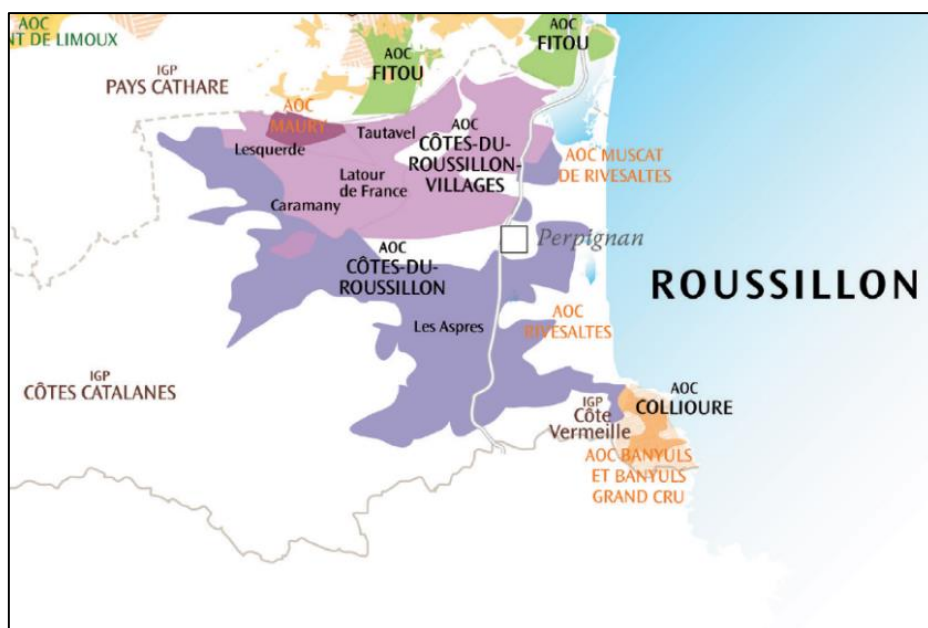 AOC
NT DE LIMOUX
AOC
FITOU
AOC
FITOU
IGP
PAYS CATHARE
AOC
MAURY
Tautavel
Lesquerde
AOC
CÔTES-DU-
ROUSSILLON-
VILLAGES
AOC MUSCAT
DE RIVESALTES
Latour
de France
Caramany
Perpignan
AOC
CÔTES-DU-
ROUSSILLON
ROUSSILLON
Les Aspres
AOC
RIVESALTES
IGP
CÔTES CATALANES
AOC
COLLIOURE
IGP
Côte
Vermeille
AOC BANYULS
ET BANYULS
GRAND CRU